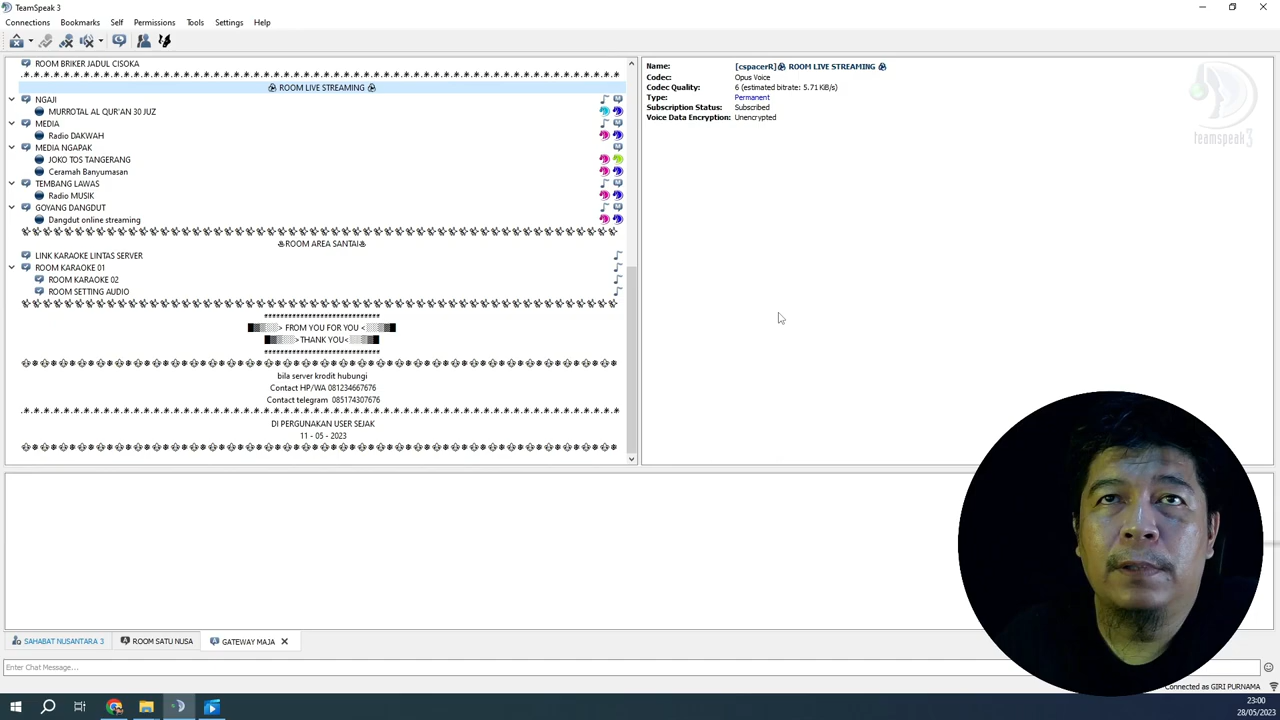 TeamSpeak 3
Connections Bookmarks Self Permissions Tools Settings Help
ROOM BRIKER JADUL CISOKA
ROOM LIVE STREAMING
NGAJI
MURROTAL AL QUR'AN 30 JUZ
MEDIA
Radio DAKWAH
MEDIA NGAPAK
JOKO TOS TANGERANG
Ceramah Banyumasan
TEMBANG LAWAS
Radio MUSIK
GOYANG DANGDUT
Dangdut online streaming
ROOM AREA SANTAI
LINK KARAOKE LINTAS SERVER
ROOM KARAOKE 01
ROOM KARAOKE 02
ROOM SETTING AUDIO
> FROM YOU FOR YOU <
>THANK YOU<
bila server krodit hubungi
Contact HP/WA 081234667676
Contact telegram 085174307676
DI PERGUNAKAN USER SEJAK
11 - 05 - 2023
Name: [cspacerR] ROOM LIVE STREAMING
Codec: Opus Voice
Codec Quality: 6 (estimated bitrate: 5.71 KiB/s)
Type: Permanent
Subscription Status: Subscribed
Voice Data Encryption: Unencrypted
teamspeak 3
SAHABAT NUSANTARA 3 ROOM SATU NUSA GATEWAY MAJA
Enter Chat Message...
Connected as GIRI PURNAMA
23:00
28/05/2023